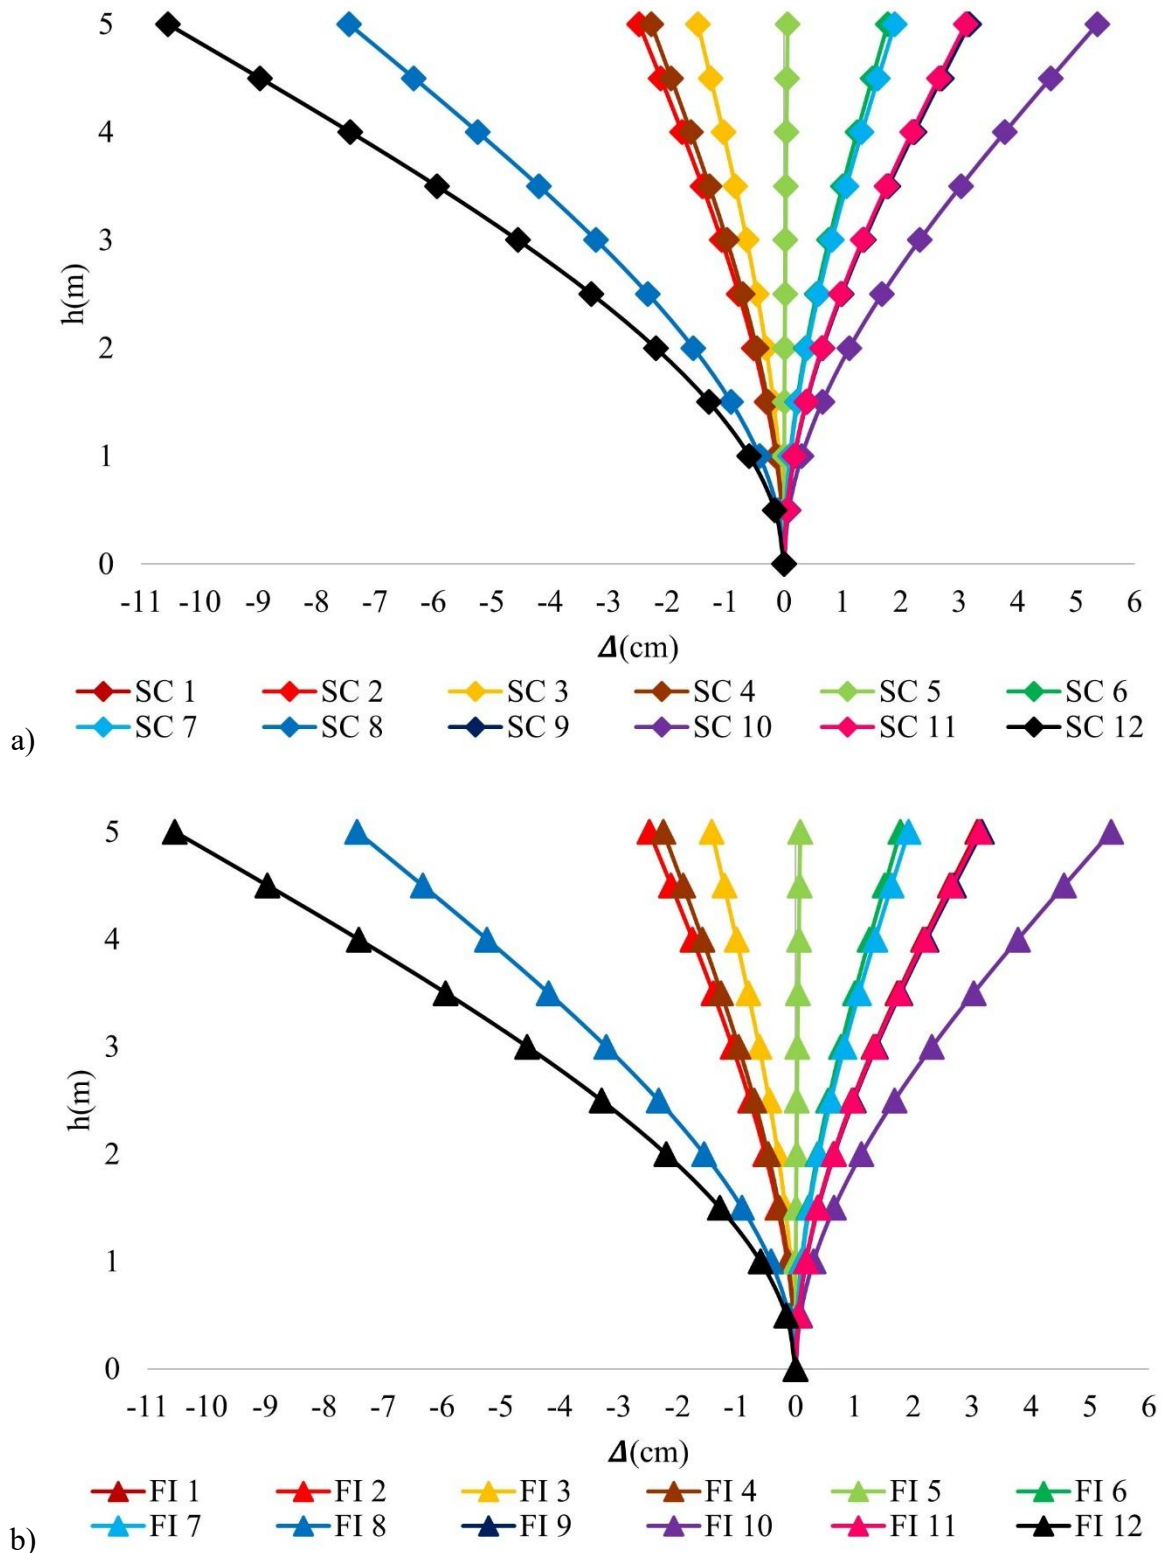 5
4
3
2
1
0
h(m)
-11 -10 -9 -8 -7 -6 -5 -4 -3 -2 -1 0 1 2 3 4 5 6
Δ(cm)
SC 1 SC 2 SC 3 SC 4 SC 5 SC 6
SC 7 SC 8 SC 9 SC 10 SC 11 SC 12
a)
5
4
3
2
1
0
h(m)
-11 -10 -9 -8 -7 -6 -5 -4 -3 -2 -1 0 1 2 3 4 5 6
Δ(cm)
FI 1 FI 2 FI 3 FI 4 FI 5 FI 6
FI 7 FI 8 FI 9 FI 10 FI 11 FI 12
b)